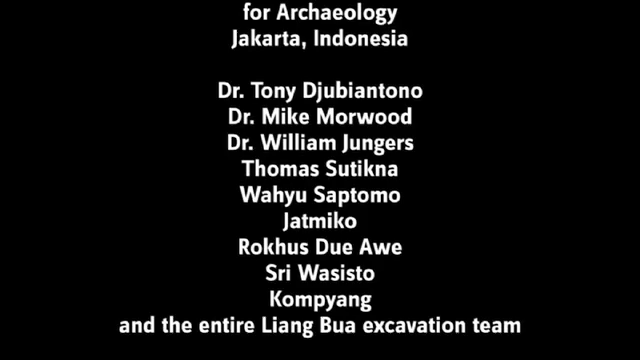 for Archaeology
Jakarta, Indonesia
Dr. Tony Djubiantono
Dr. Mike Morwood
Dr. William Jungers
Thomas Sutikna
Wahyu Saptomo
Jatmiko
Rokhus Due Awe
Sri Wasisto
Kompyang
and the entire Liang Bua excavation team